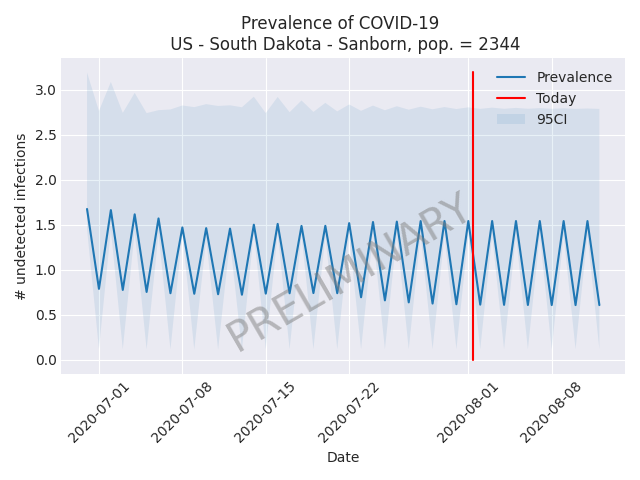 Prevalence of COVID-19
US - South Dakota - Sanborn, pop. = 2344
Prevalence
Today
95CI
PRELIMINARY
# undetected infections
3.0
2.5
2.0
1.5
1.0
0.5
0.0
2020-07-01
2020-07-08
2020-07-15
2020-07-22
2020-08-01
2020-08-08
Date